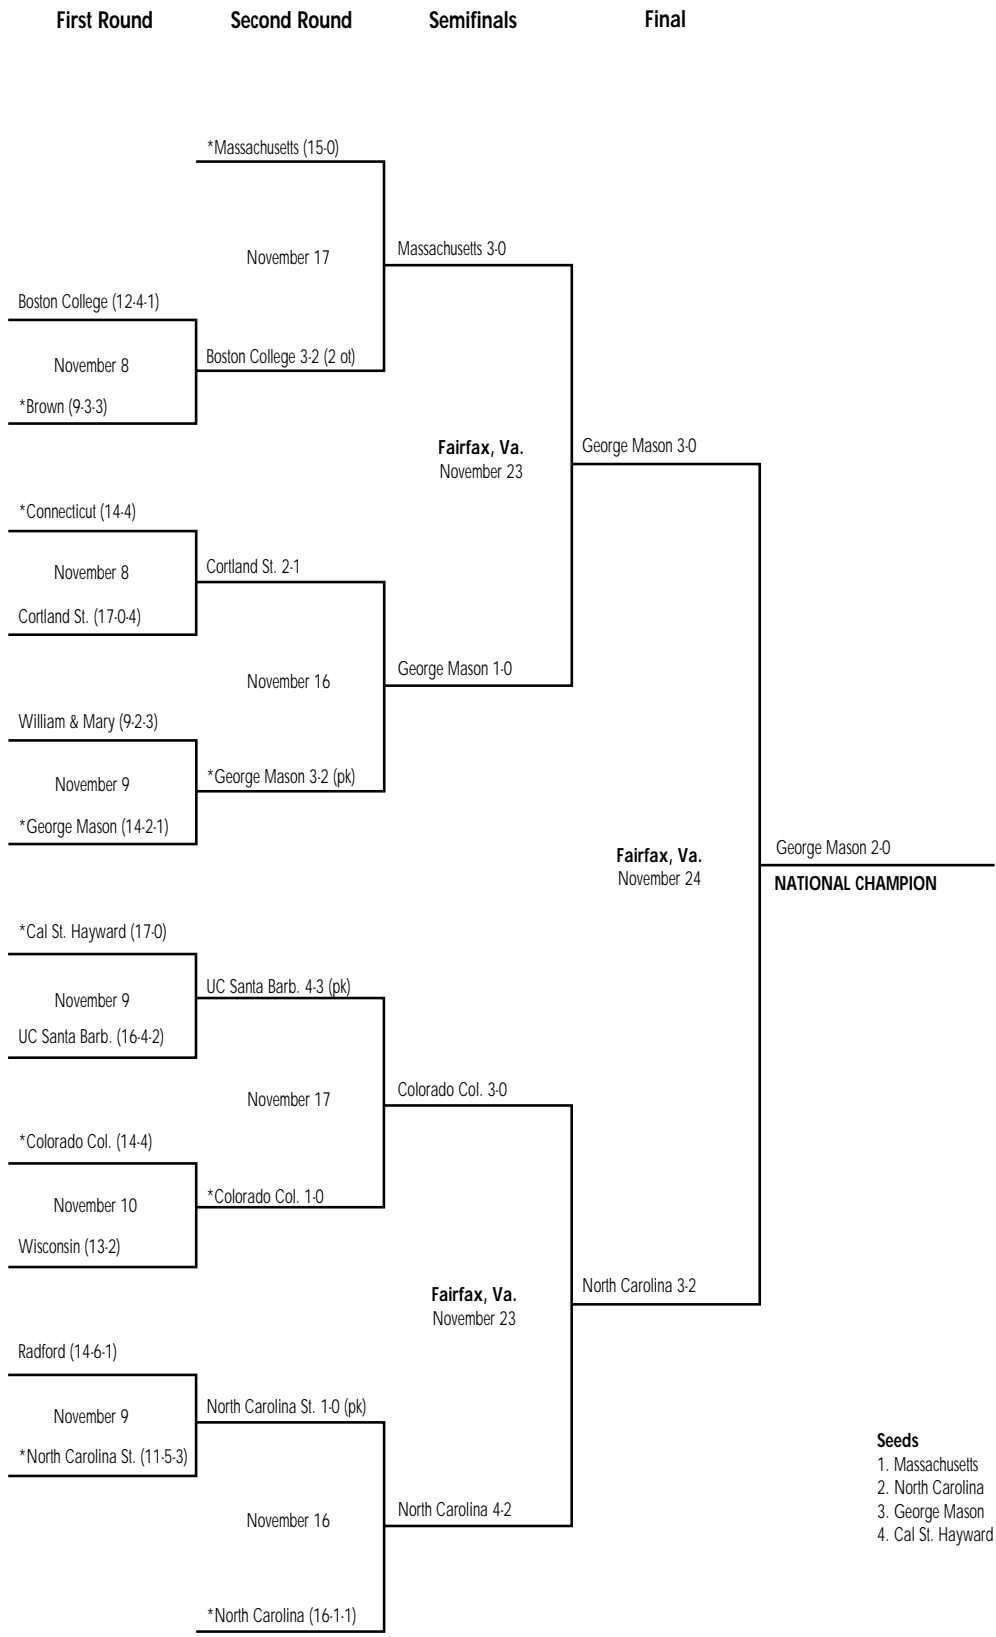 First Round Second Round Semifinals Final
*Massachusetts (15-0)
November 17
Massachusetts 3-0
Boston College (12-4-1)
November 8
Boston College 3-2 (2 ot)
*Brown (9-3-3)
Fairfax, Va.
November 23
George Mason 3-0
*Connecticut (14-4)
November 8
Cortland St. 2-1
Cortland St. (17-0-4)
November 16
George Mason 1-0
William & Mary (9-2-3)
November 9
*George Mason 3-2 (pk)
*George Mason (14-2-1)
Fairfax, Va.
November 24
George Mason 2-0
NATIONAL CHAMPION
*Cal St. Hayward (17-0)
November 9
UC Santa Barb. 4-3 (pk)
UC Santa Barb. (16-4-2)
November 17
Colorado Col. 3-0
*Colorado Col. (14-4)
November 10
*Colorado Col. 1-0
Wisconsin (13-2)
Fairfax, Va.
November 23
North Carolina 3-2
Radford (14-6-1)
November 9
North Carolina St. 1-0 (pk)
*North Carolina St. (11-5-3)
November 16
North Carolina 4-2
*North Carolina (16-1-1)
Seeds
1. Massachusetts
2. North Carolina
3. George Mason
4. Cal St. Hayward